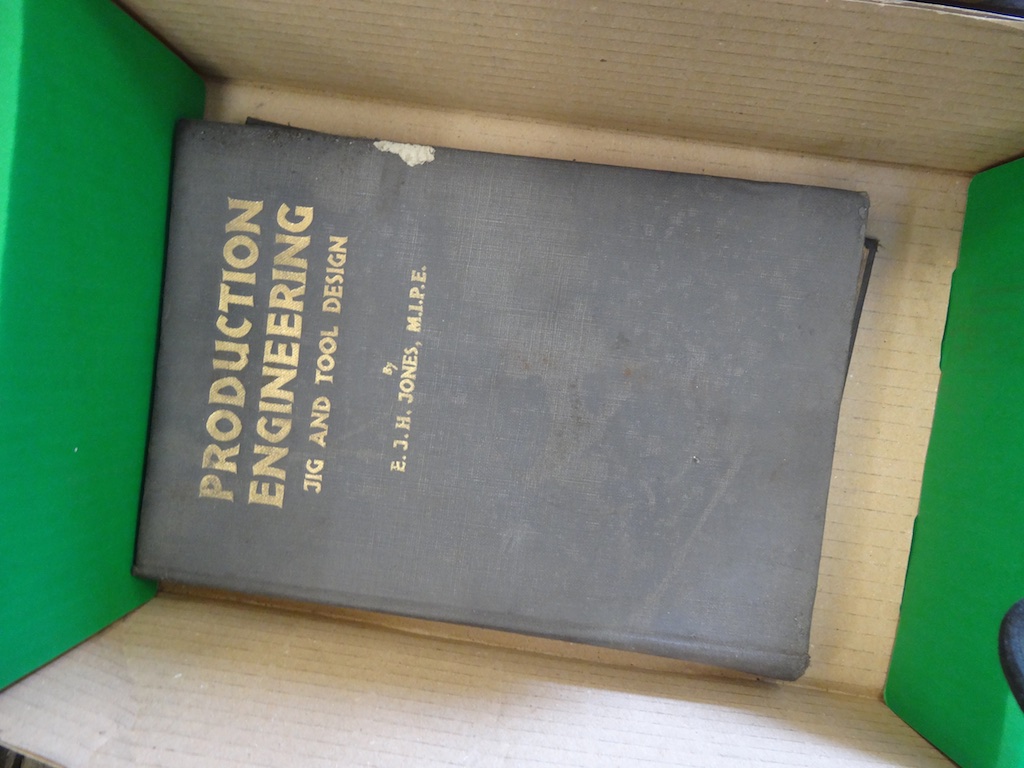 PRODUCTION
ENGINEERING
JIG AND TOOL DESIGN
By
E. J. H. JONES, M.I.P.E.